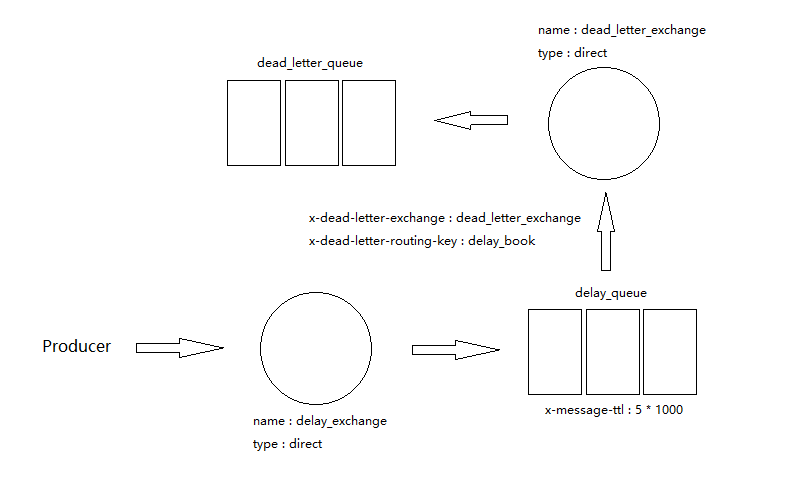 name : dead_letter_exchange
type : direct
dead_letter_queue
x-dead-letter-exchange : dead_letter_exchange
x-dead-letter-routing-key : delay_book
delay_queue
Producer
x-message-ttl : 5 * 1000
name : delay_exchange
type : direct